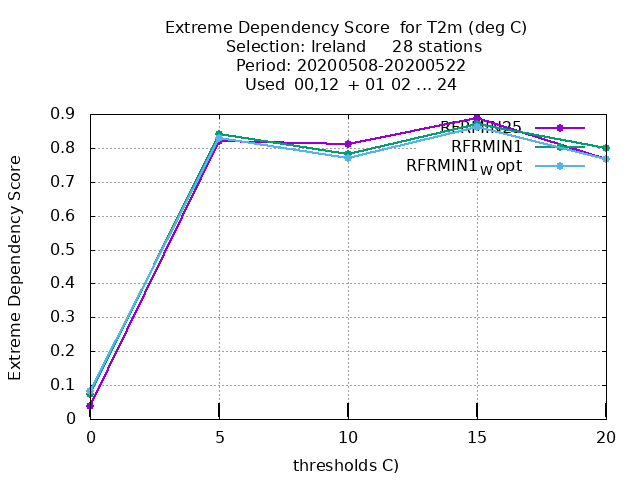 Extreme Dependency Score  for T2m (deg C)
Selection: Ireland     28 stations
Period: 20200508-20200522
Used  00,12  + 01 02 ... 24
Extreme Dependency Score
0.9
0.8
0.7
0.6
0.5
0.4
0.3
0.2
0.1
0
RFRMIN25
RFRMIN1
RFRMIN1w opt
0 5 10 15 20
thresholds C)